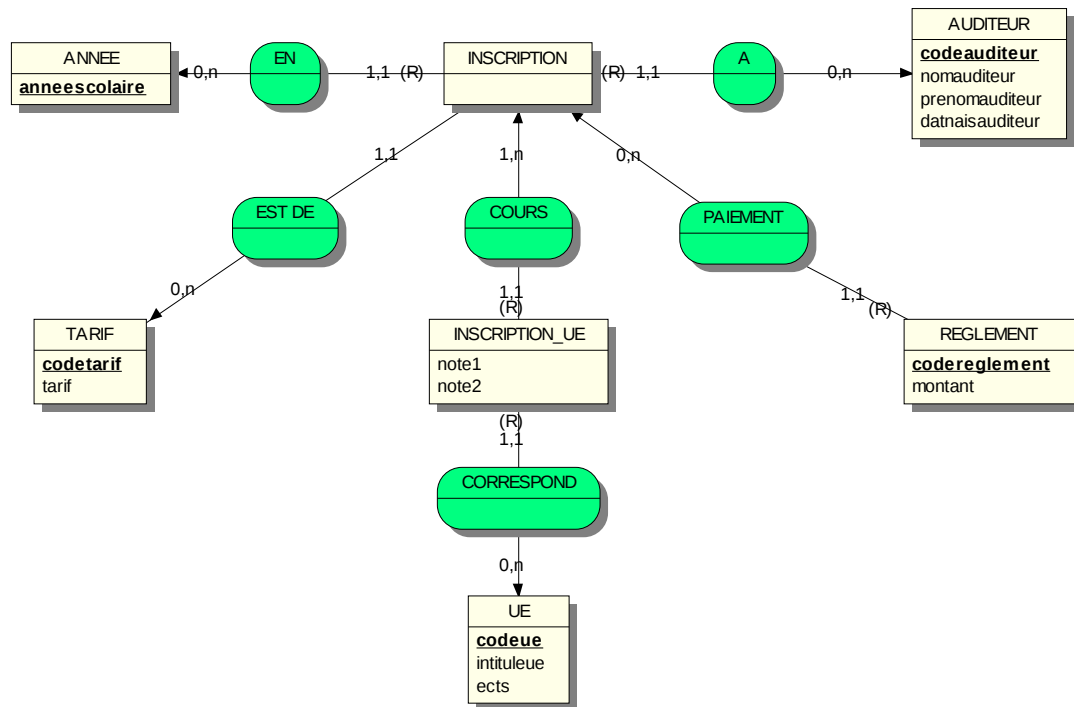 ANNEE
anneescolaire
0,n
EN
1,1 (R)
INSCRIPTION
(R) 1,1
A
0,n
AUDITEUR
codeauditeur
nomauditeur
prenomauditeur
datnaisauditeur
1,1
1,n
0,n
EST DE
COURS
PAIEMENT
0,n
1,1
(R)
1,1
(R)
TARIF
codetarif
tarif
INSCRIPTION_UE
note1
note2
REGLEMENT
codereglement
montant
(R)
1,1
CORRESPOND
0,n
UE
codeue
intituleue
ects